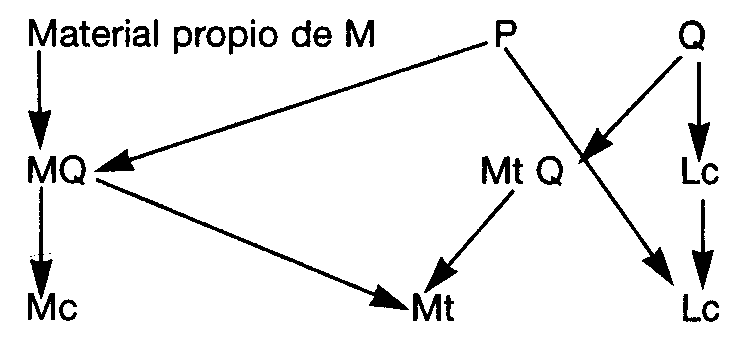 Material propio de M P Q
MQ Mt Q Lc
Mc Mt Lc